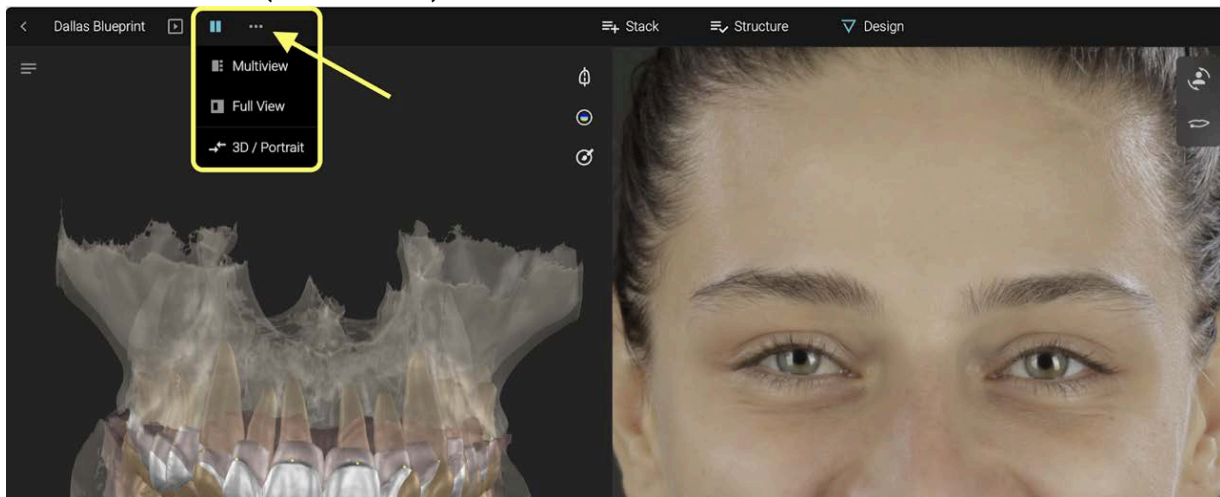 Dallas Blueprint
Stack
Structure
Design
Multiview
Full View
3D / Portrait